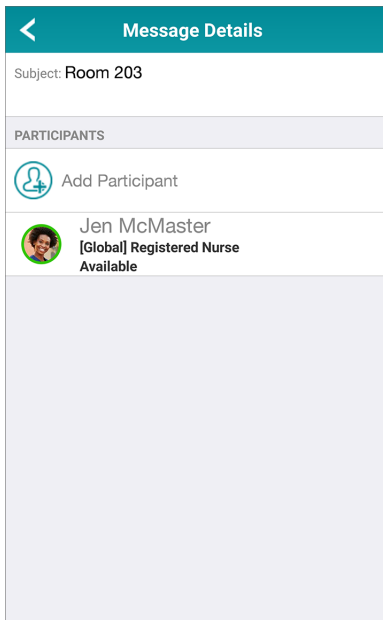 Message Details
Subject: Room 203
PARTICIPANTS
Add Participant
Jen McMaster
[Global] Registered Nurse
Available